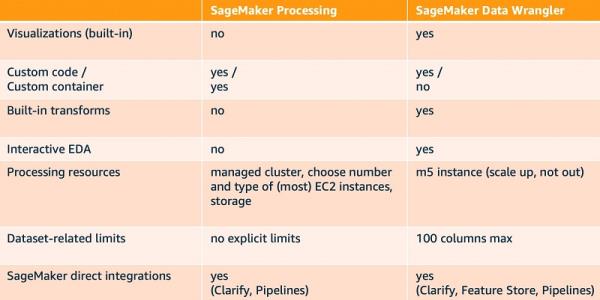 SageMaker Processing SageMaker Data Wrangler
Visualizations (built-in) no yes
Custom code / yes / yes /
Custom container yes no
Built-in transforms no yes
Interactive EDA no yes
Processing resources managed cluster, choose number m5 instance (scale up, not out)
and type of (most) EC2 instances,
storage
Dataset-related limits no explicit limits 100 columns max
SageMaker direct integrations yes yes
(Clarify, Pipelines) (Clarify, Feature Store, Pipelines)